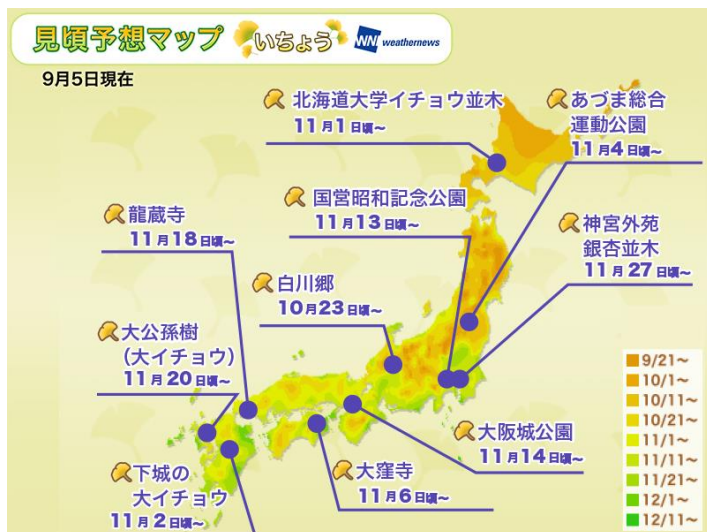 見頃予想マップ いちょう WNI weathernews
9月5日現在
北海道大学イチョウ並木
11月1日頃~
あづま総合
運動公園
11月4日頃~
国営昭和記念公園
11月13日頃~
龍蔵寺
11月18日頃~
神宮外苑
銀杏並木
11月27日頃~
白川郷
10月23日頃~
大公孫樹
(大イチョウ)
11月20日頃~
大阪城公園
11月14日頃~
下城の
大イチョウ
11月2日頃~
大窪寺
11月6日頃~
9/21~
10/1~
10/11~
10/21~
11/1~
11/11~
11/21~
12/1~
12/11~